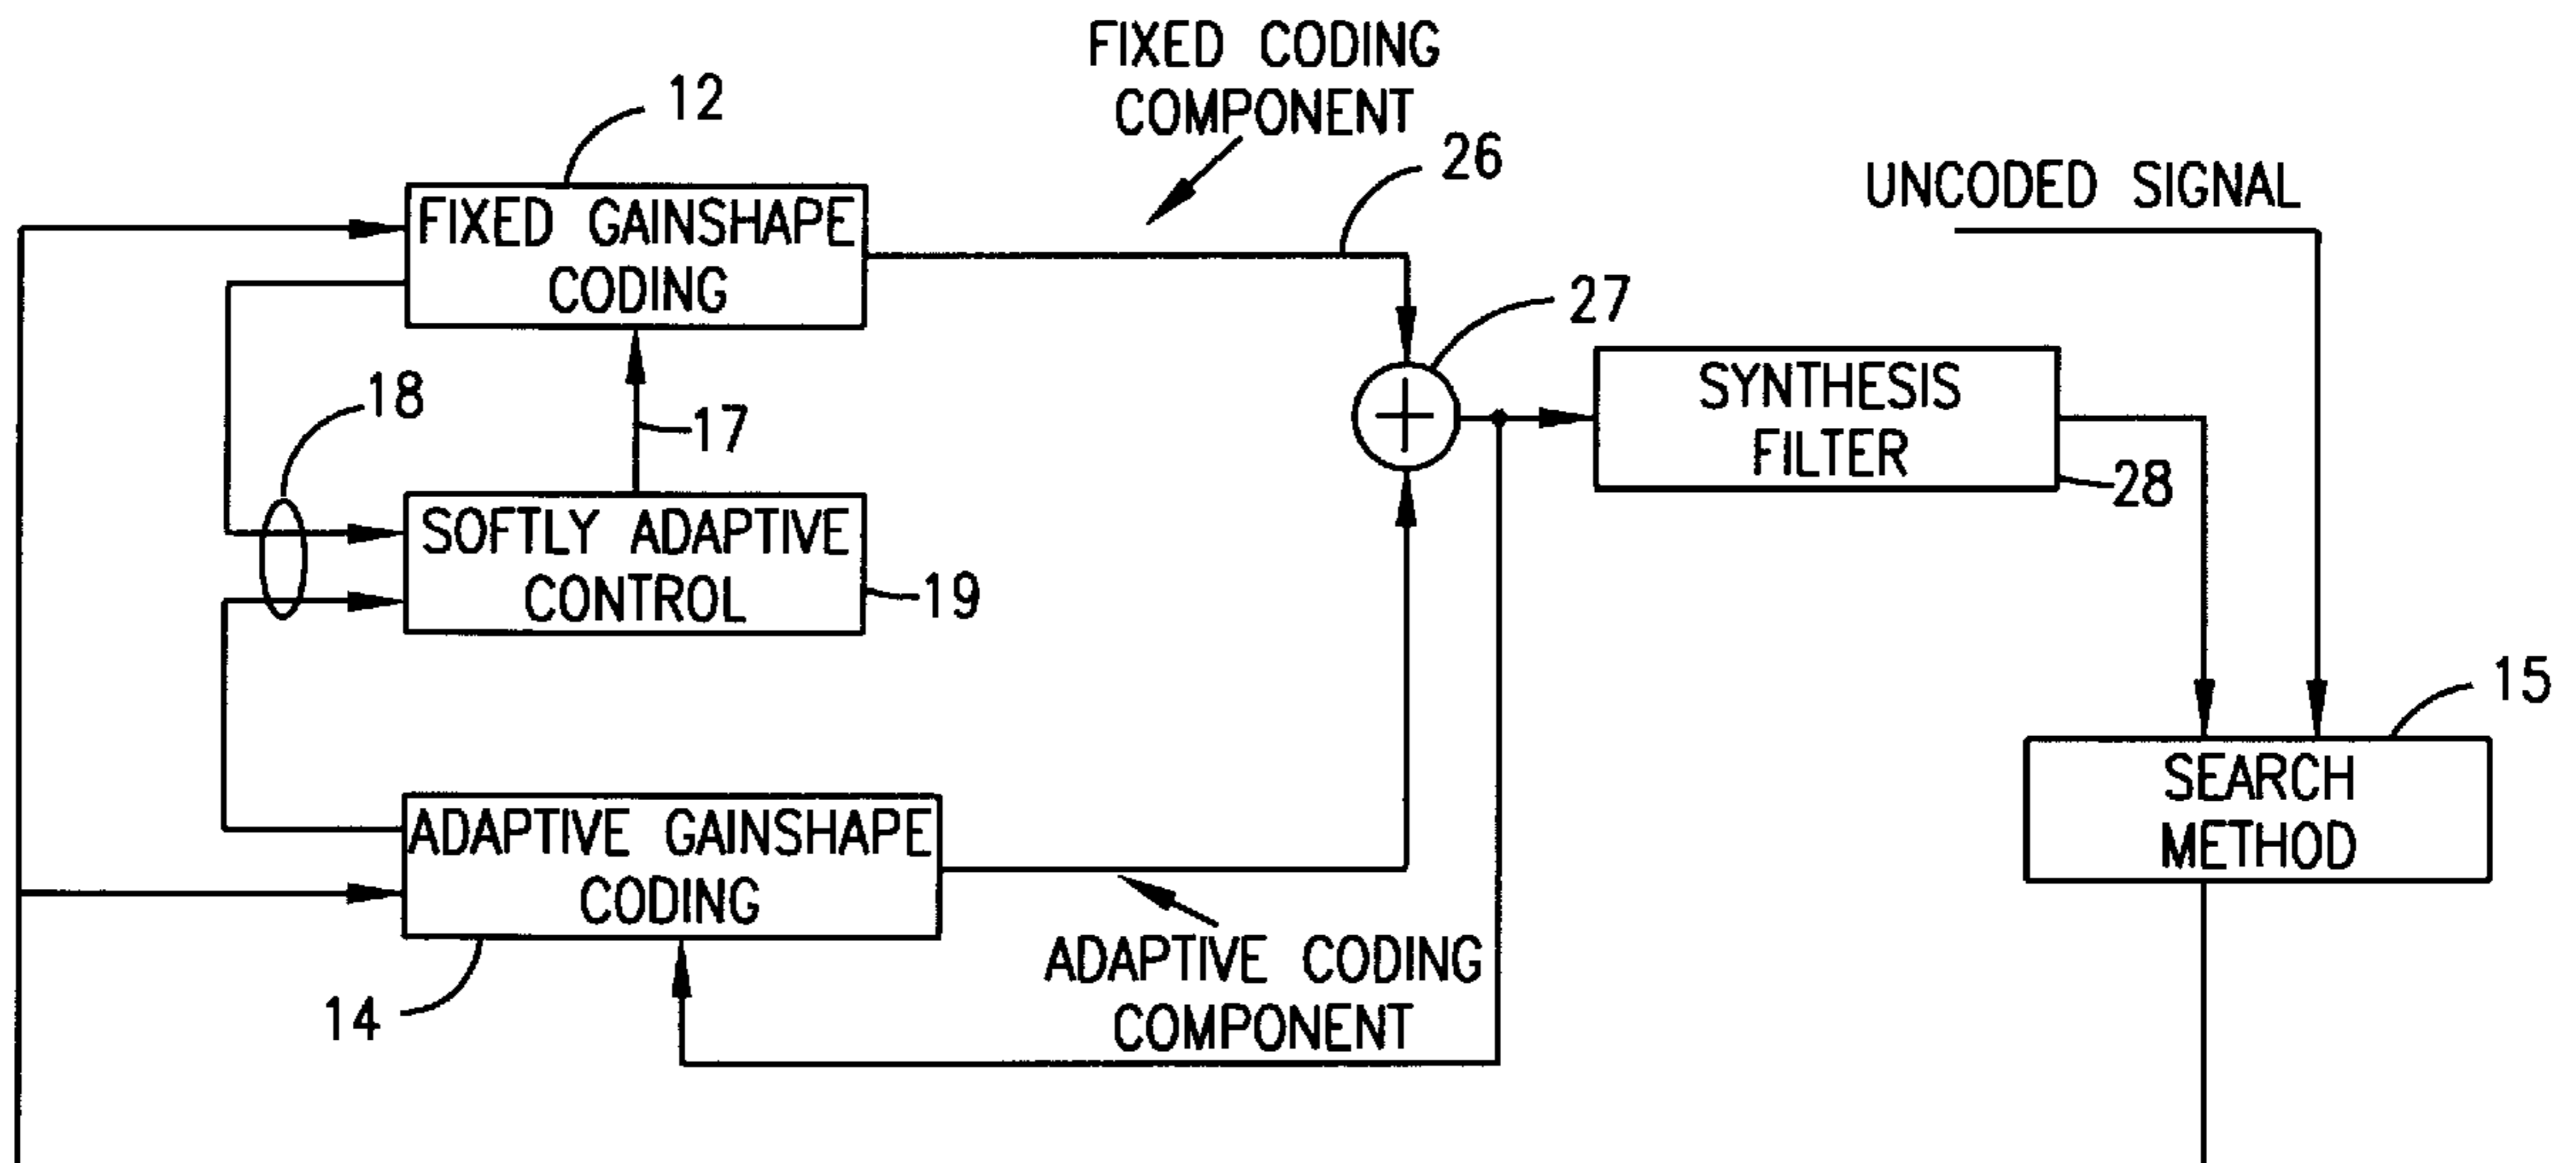 FIXED CODING
COMPONENT
12
26
UNCODED SIGNAL
FIXED GAINSHAPE
CODING
27
18
17
SYNTHESIS
FILTER
28
SOFTLY ADAPTIVE
CONTROL
19
15
SEARCH
METHOD
ADAPTIVE GAINSHAPE
CODING
14
ADAPTIVE CODING
COMPONENT